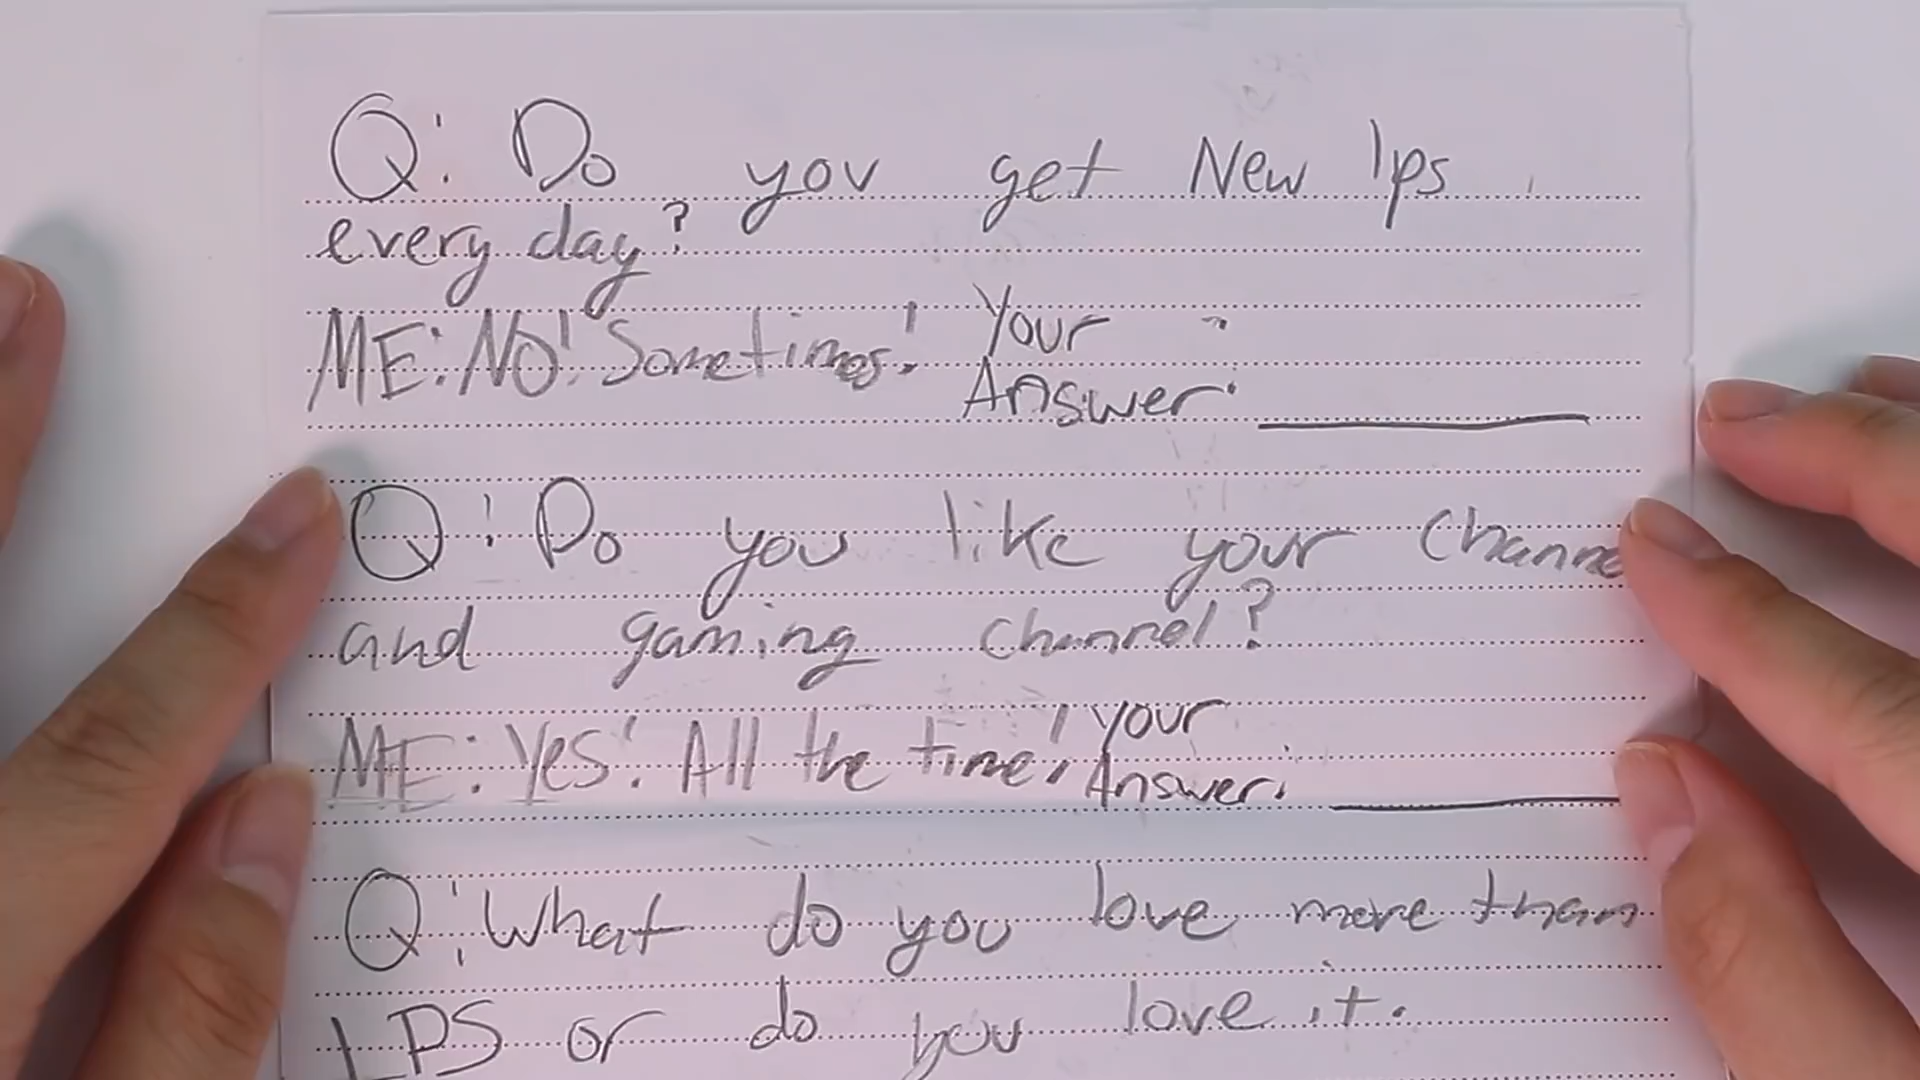 Q: Do you get New lps
every day?
ME: NO! Sometimes! Your
Answer:
Q: Do you like your Channe
and gaming channel?
ME: Yes! All the time! Your
Answer:
Q: What do you love more than
LPS or do you love it.